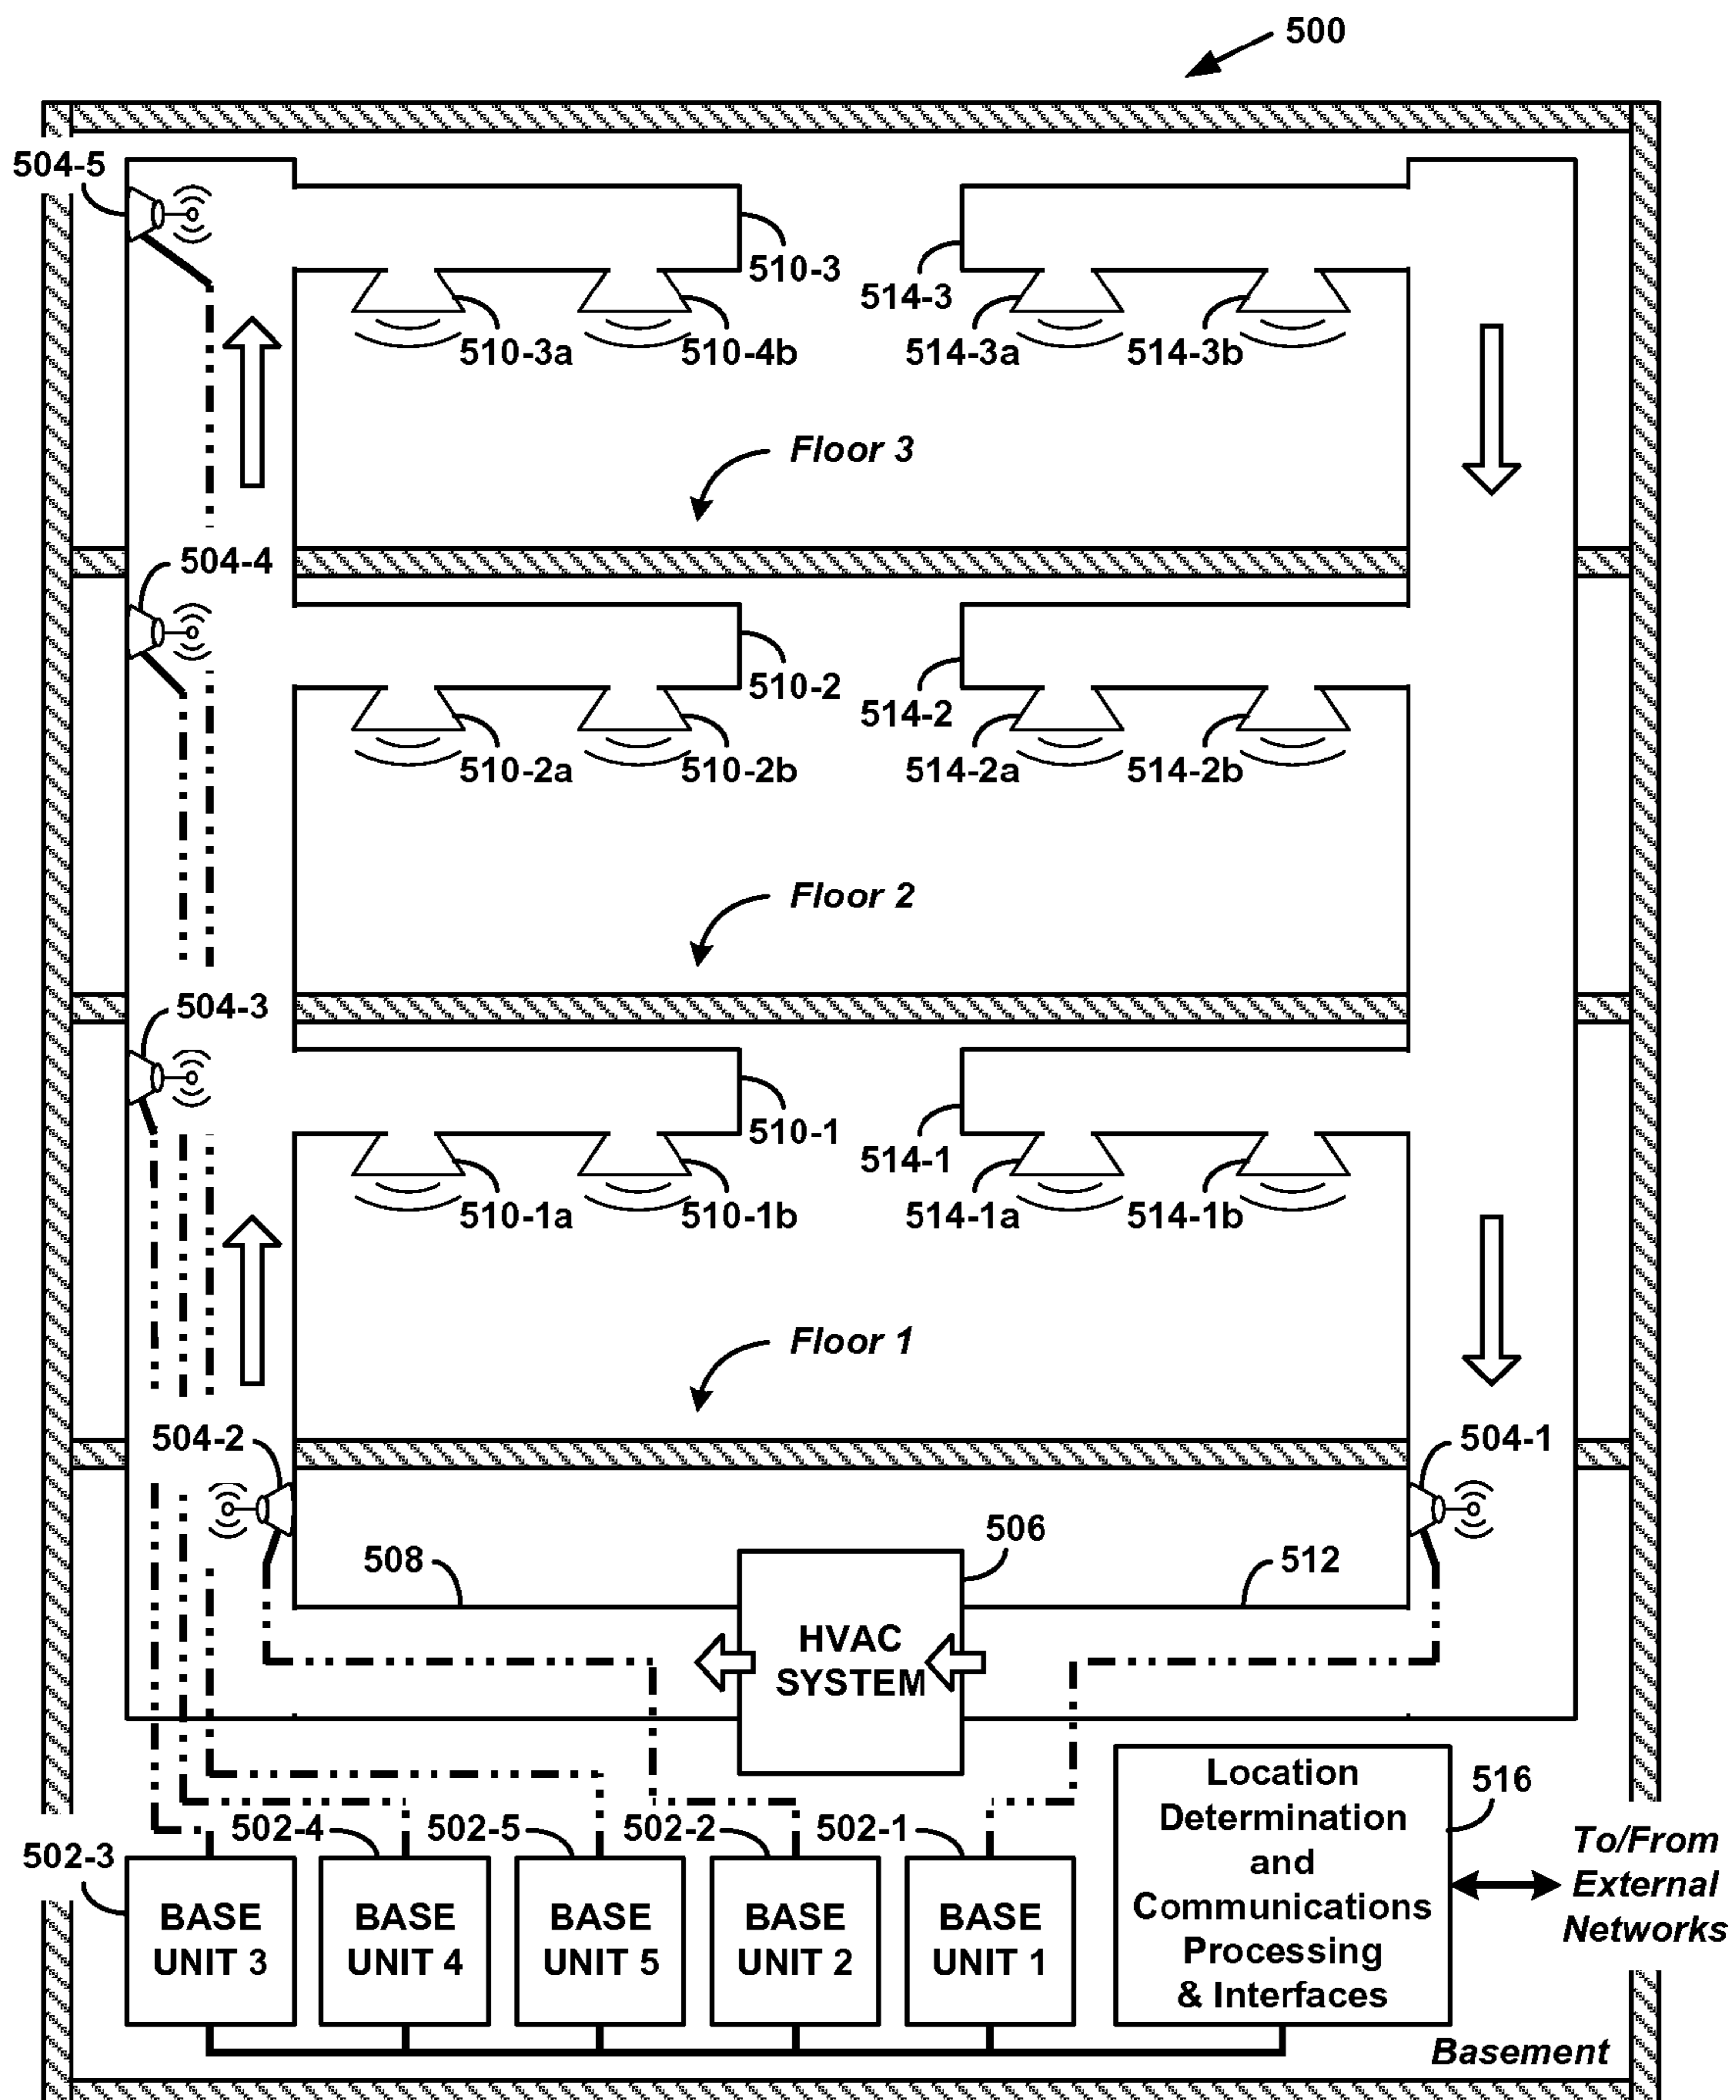 500
504-5
510-3
514-3
510-3a
510-4b
514-3a
514-3b
Floor 3
504-4
510-2
514-2
510-2a
510-2b
514-2a
514-2b
Floor 2
504-3
510-1
514-1
510-1a
510-1b
514-1a
514-1b
Floor 1
504-2
504-1
506
508
512
HVAC
SYSTEM
Location
Determination
and
Communications
Processing
& Interfaces
516
To/From
External
Networks
502-3
502-4
502-5
502-2
502-1
BASE
UNIT 3
BASE
UNIT 4
BASE
UNIT 5
BASE
UNIT 2
BASE
UNIT 1
Basement